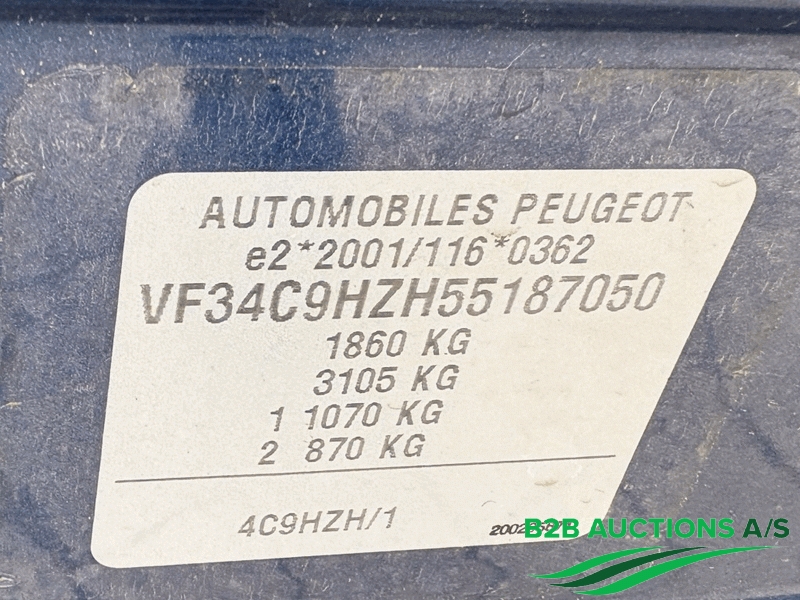 AUTOMOBILES PEUGEOT
e2*2001/116*0362
VF34C9HZH55187050
1860 KG
3105 KG
1 1070 KG
2 870 KG
4C9HZH/1
B2B AUCTIONS A/S